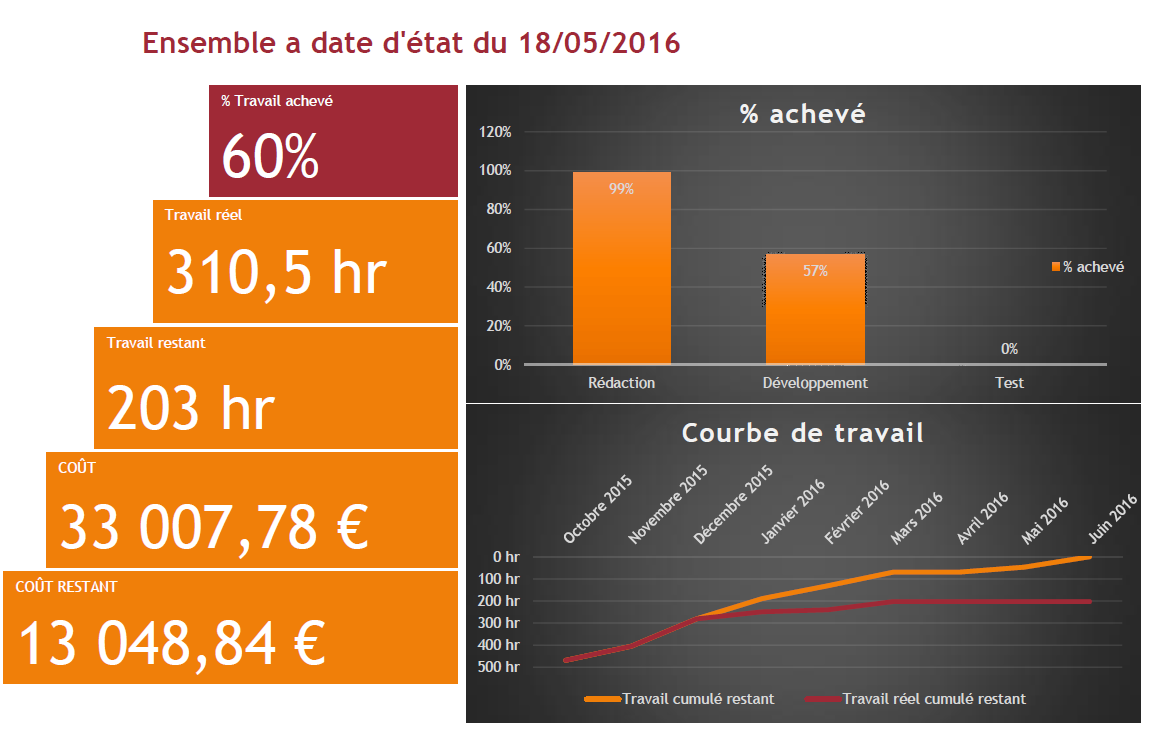 Ensemble a date d'état du 18/05/2016
% Travail achevé
60%
Travail réel
310,5 hr
Travail restant
203 hr
COÛT
33 007,78 €
COÛT RESTANT
13 048,84 €
% achevé
120%
100%
80%
60%
40%
20%
0%
99%
57%
0%
Rédaction
Développement
Test
% achevé
Courbe de travail
Octobre 2015
Novembre 2015
Décembre 2015
Janvier 2016
Février 2016
Mars 2016
Avril 2016
Mai 2016
Juin 2016
0 hr
100 hr
200 hr
300 hr
400 hr
500 hr
Travail cumulé restant
Travail réel cumulé restant